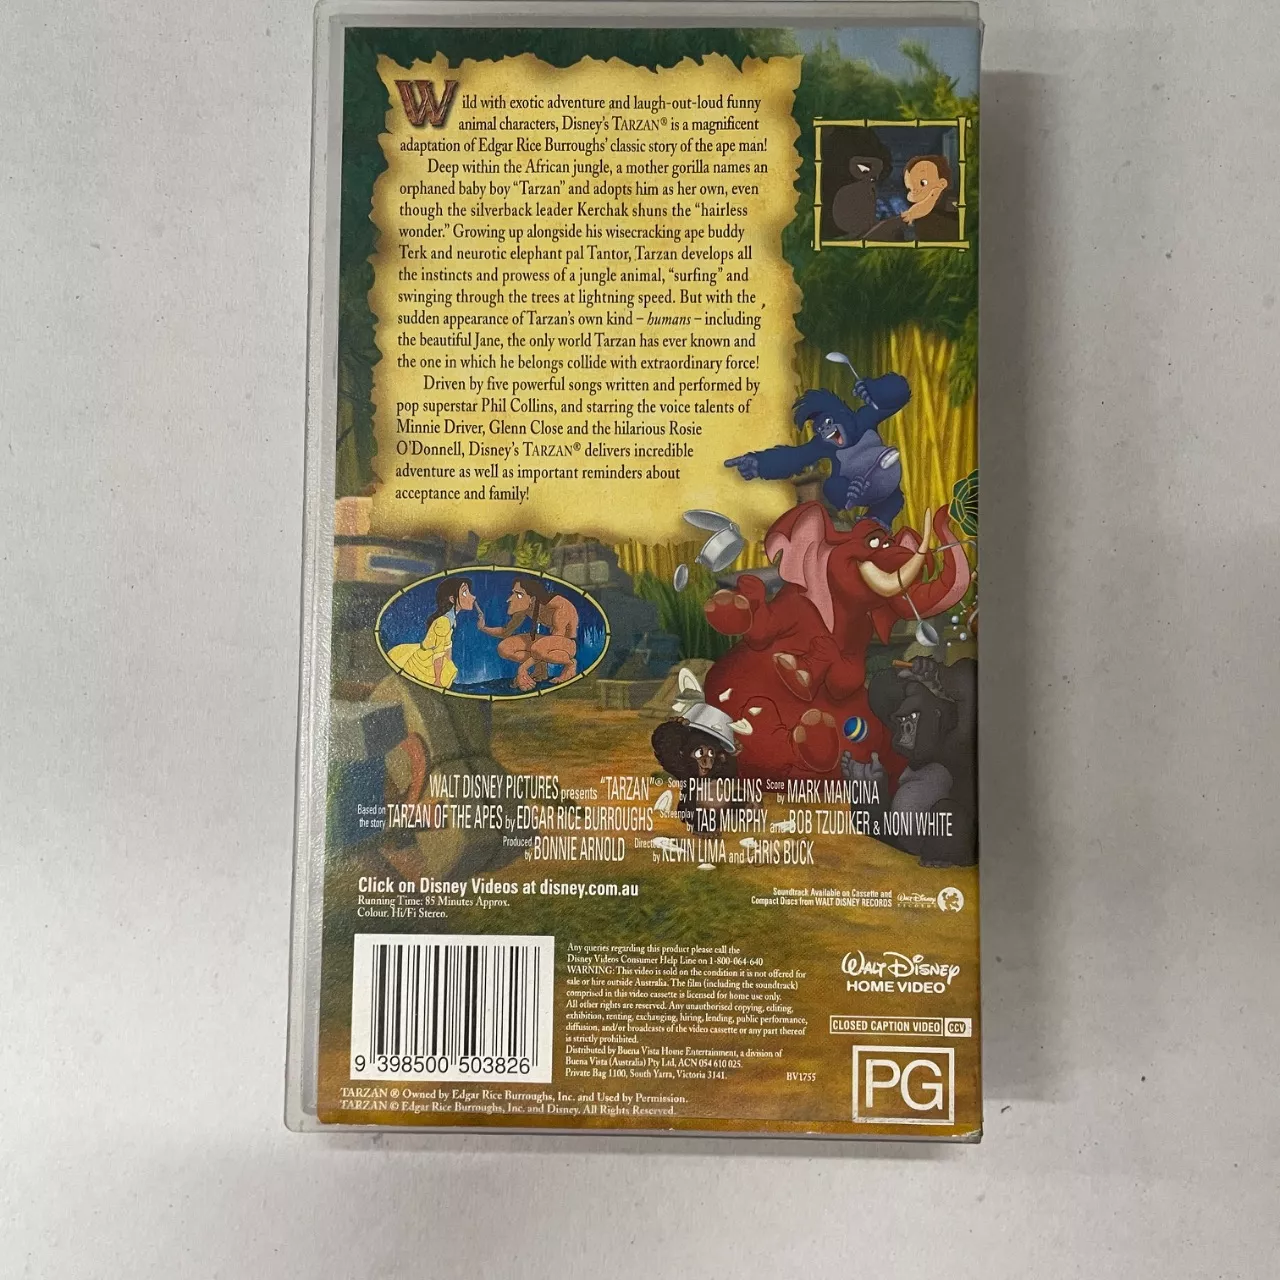 Wild with exotic adventure and laugh-out-loud funny
animal characters, Disney's TARZAN® is a magnificent
adaptation of Edgar Rice Burroughs' classic story of the ape man!
Deep within the African jungle, a mother gorilla names an
orphaned baby boy "Tarzan" and adopts him as her own, even
though the silverback leader Kerchak shuns the "hairless
wonder." Growing up alongside his wisecracking ape buddy
Terk and neurotic elephant pal Tantor, Tarzan develops all
the instincts and prowess of a jungle animal, "surfing" and
swinging through the trees at lightning speed. But with the
sudden appearance of Tarzan's own kind – humans – including
the beautiful Jane, the only world Tarzan has ever known and
the one in which he belongs collide with extraordinary force!
Driven by five powerful songs written and performed by
pop superstar Phil Collins, and starring the voice talents of
Minnie Driver, Glenn Close and the hilarious Rosie
O'Donnell, Disney's TARZAN® delivers incredible
adventure as well as important reminders about
acceptance and family!
WALT DISNEY PICTURES presents "TARZAN"® Songs by PHIL COLLINS Score by MARK MANCINA
Based on the story TARZAN OF THE APES by EDGAR RICE BURROUGHS Screenplay by TAB MURPHY and BOB TZUDIKER & NONI WHITE
Produced by BONNIE ARNOLD Directed by KEVIN LIMA and CHRIS BUCK
Click on Disney Videos at disney.com.au
Running Time: 85 Minutes Approx.
Colour. Hi/Fi Stereo.
Soundtrack Available on Cassette and
Compact Discs from WALT DISNEY RECORDS
Walt Disney
RECORDS
9 398500 503826
Any queries regarding this product please call the
Disney Videos Consumer Help Line on 1-800-064-640
WARNING: This video is sold on the condition it is not offered for
sale or hire outside Australia. The film (including the soundtrack)
comprised in this video cassette is licensed for home use only.
All other rights are reserved. Any unauthorised copying, editing,
exhibition, renting, exchanging, hiring, lending, public performance,
diffusion, and/or broadcasts of the video cassette or any part thereof
is strictly prohibited.
Distributed by Buena Vista Home Entertainment, a division of
Buena Vista (Australia) Pty Ltd, ACN 054 610 025.
Private Bag 1100, South Yarra, Victoria 3141.
BV1755
WALT DISNEY
HOME VIDEO
CLOSED CAPTION VIDEO CCV
PG
TARZAN ® Owned by Edgar Rice Burroughs, Inc. and Used by Permission.
TARZAN © Edgar Rice Burroughs, Inc. and Disney. All Rights Reserved.